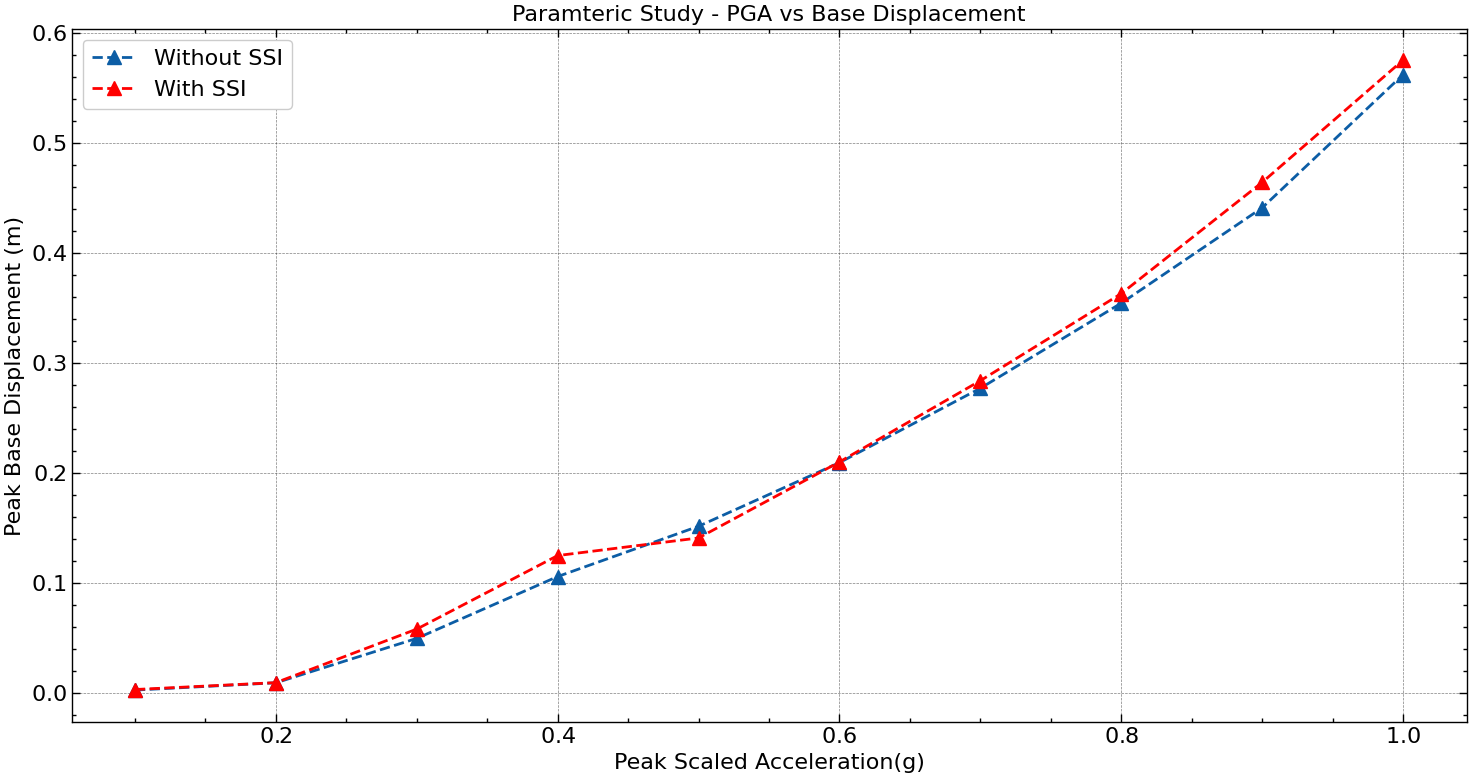 Paramteric Study - PGA vs Base Displacement
Without SSI
With SSI
Peak Base Displacement (m)
0.6
0.5
0.4
0.3
0.2
0.1
0.0
0.2
0.4
0.6
0.8
1.0
Peak Scaled Acceleration(g)